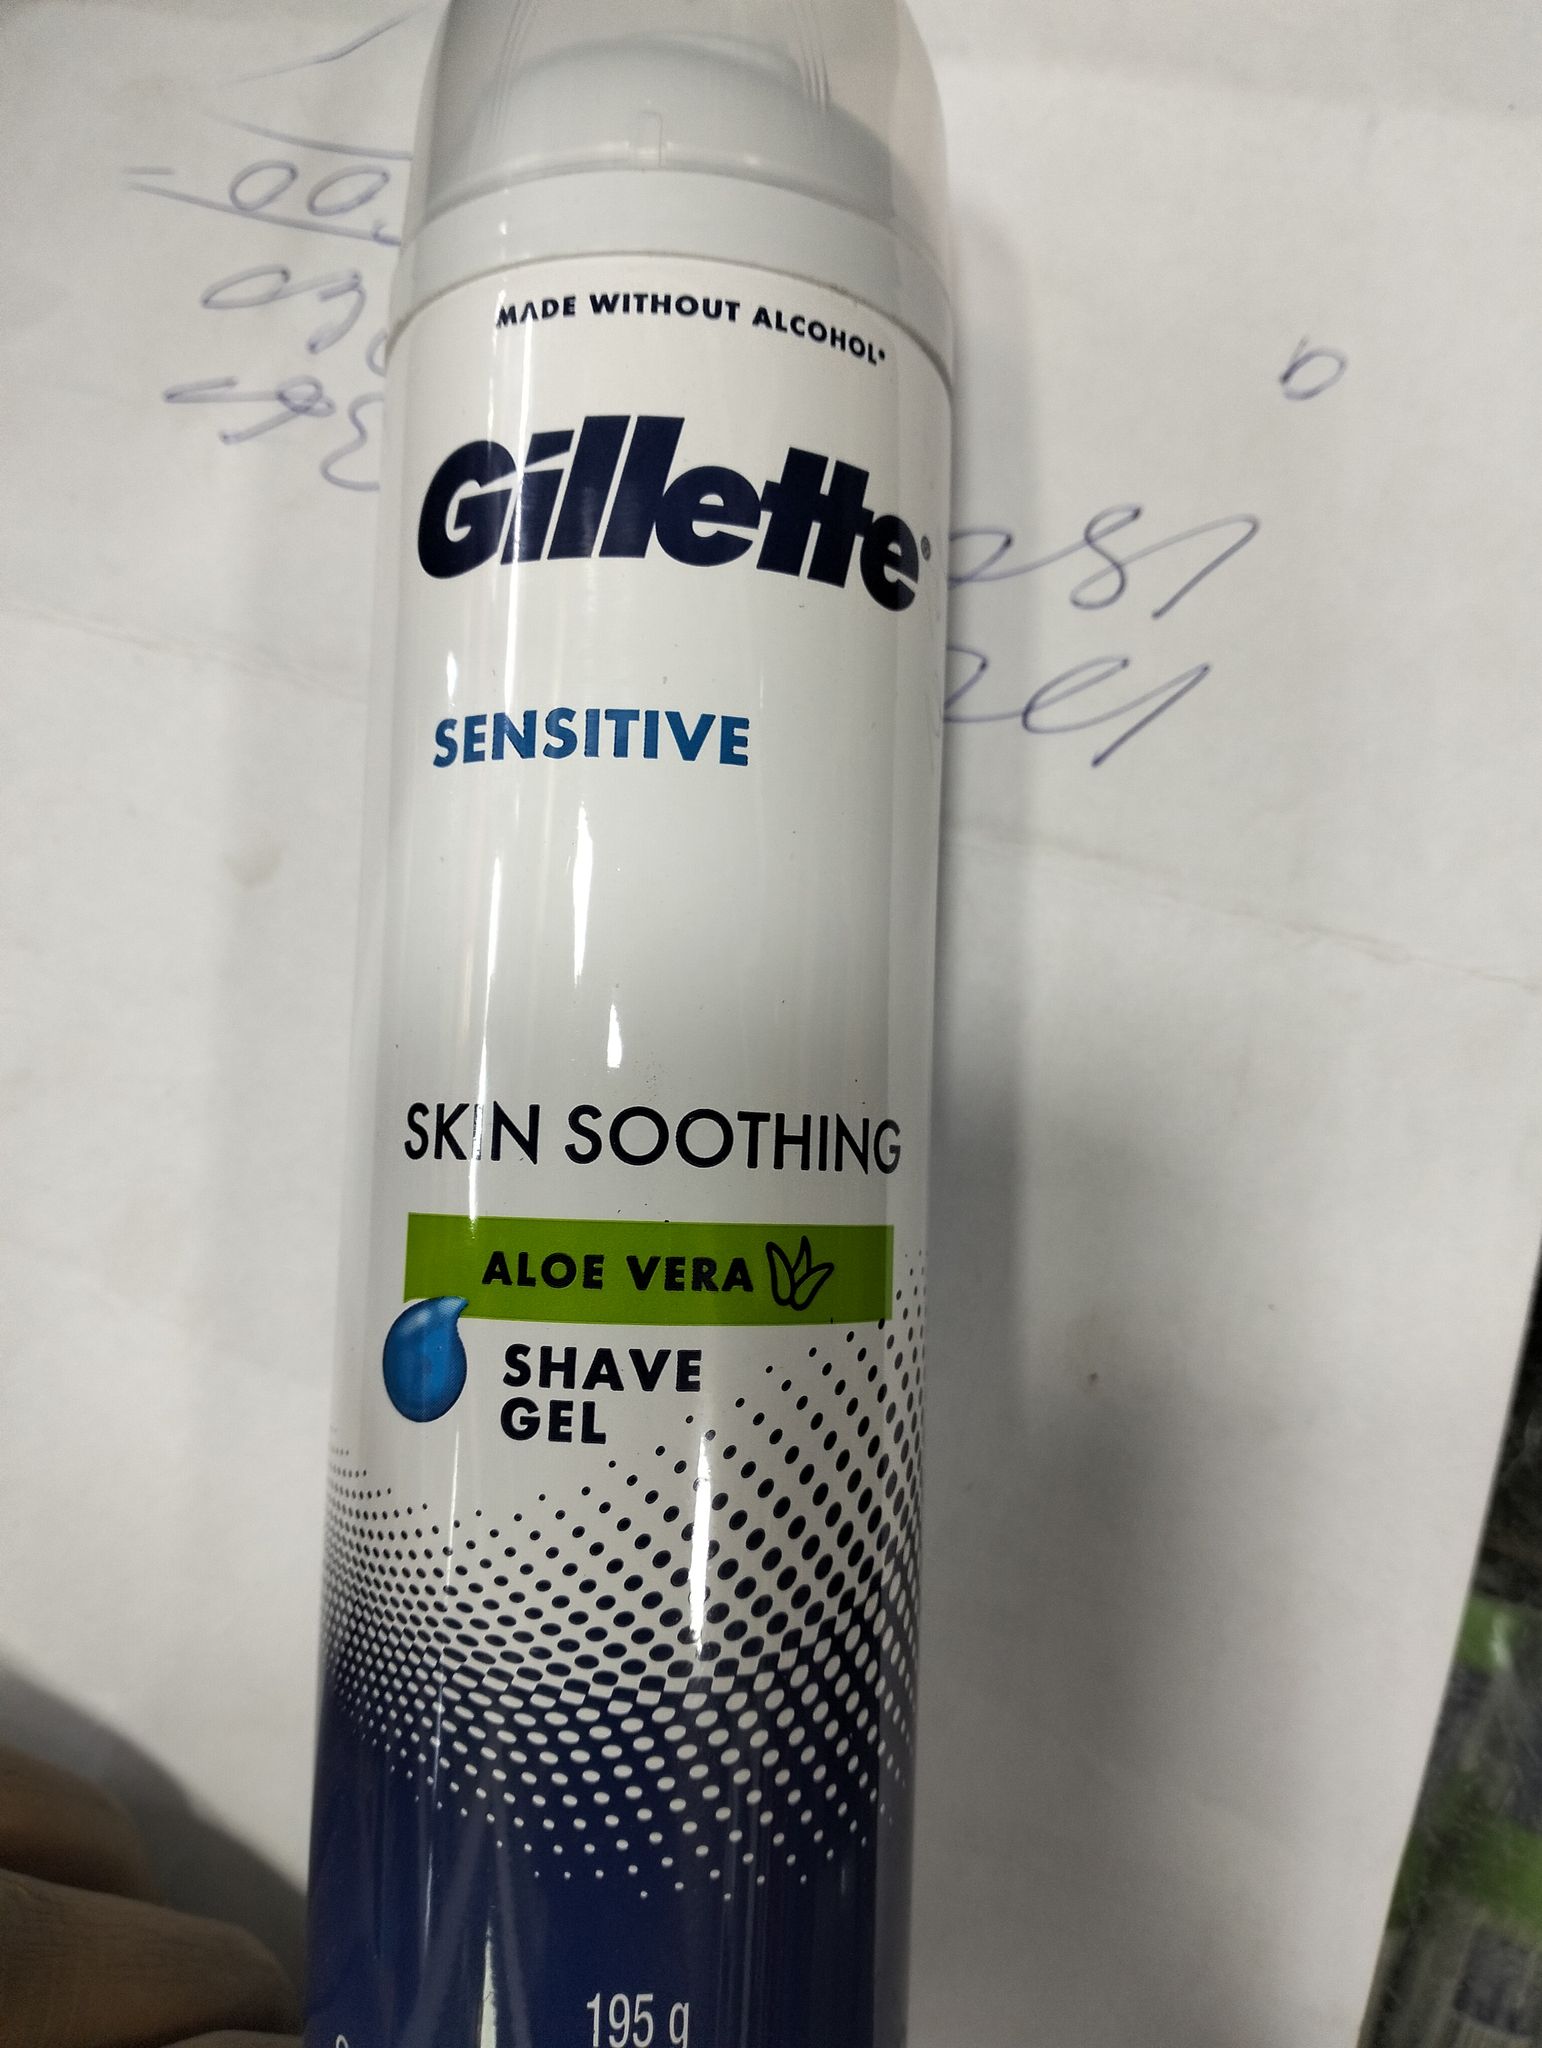 MADE WITHOUT ALCOHOL*
Gillette®
SENSITIVE
SKIN SOOTHING
ALOE VERA
SHAVE
GEL
195 g